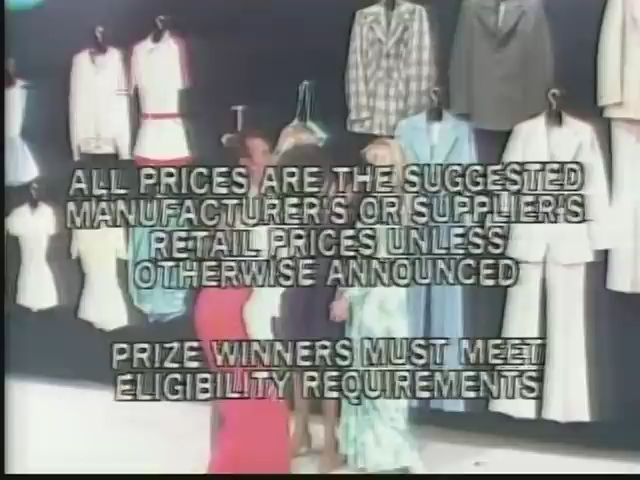 ALL PRICES ARE THE SUGGESTED
MANUFACTURER'S OR SUPPLIER'S
RETAIL PRICES UNLESS
OTHERWISE ANNOUNCED
PRIZE WINNERS MUST MEET
ELIGIBILITY REQUIREMENTS